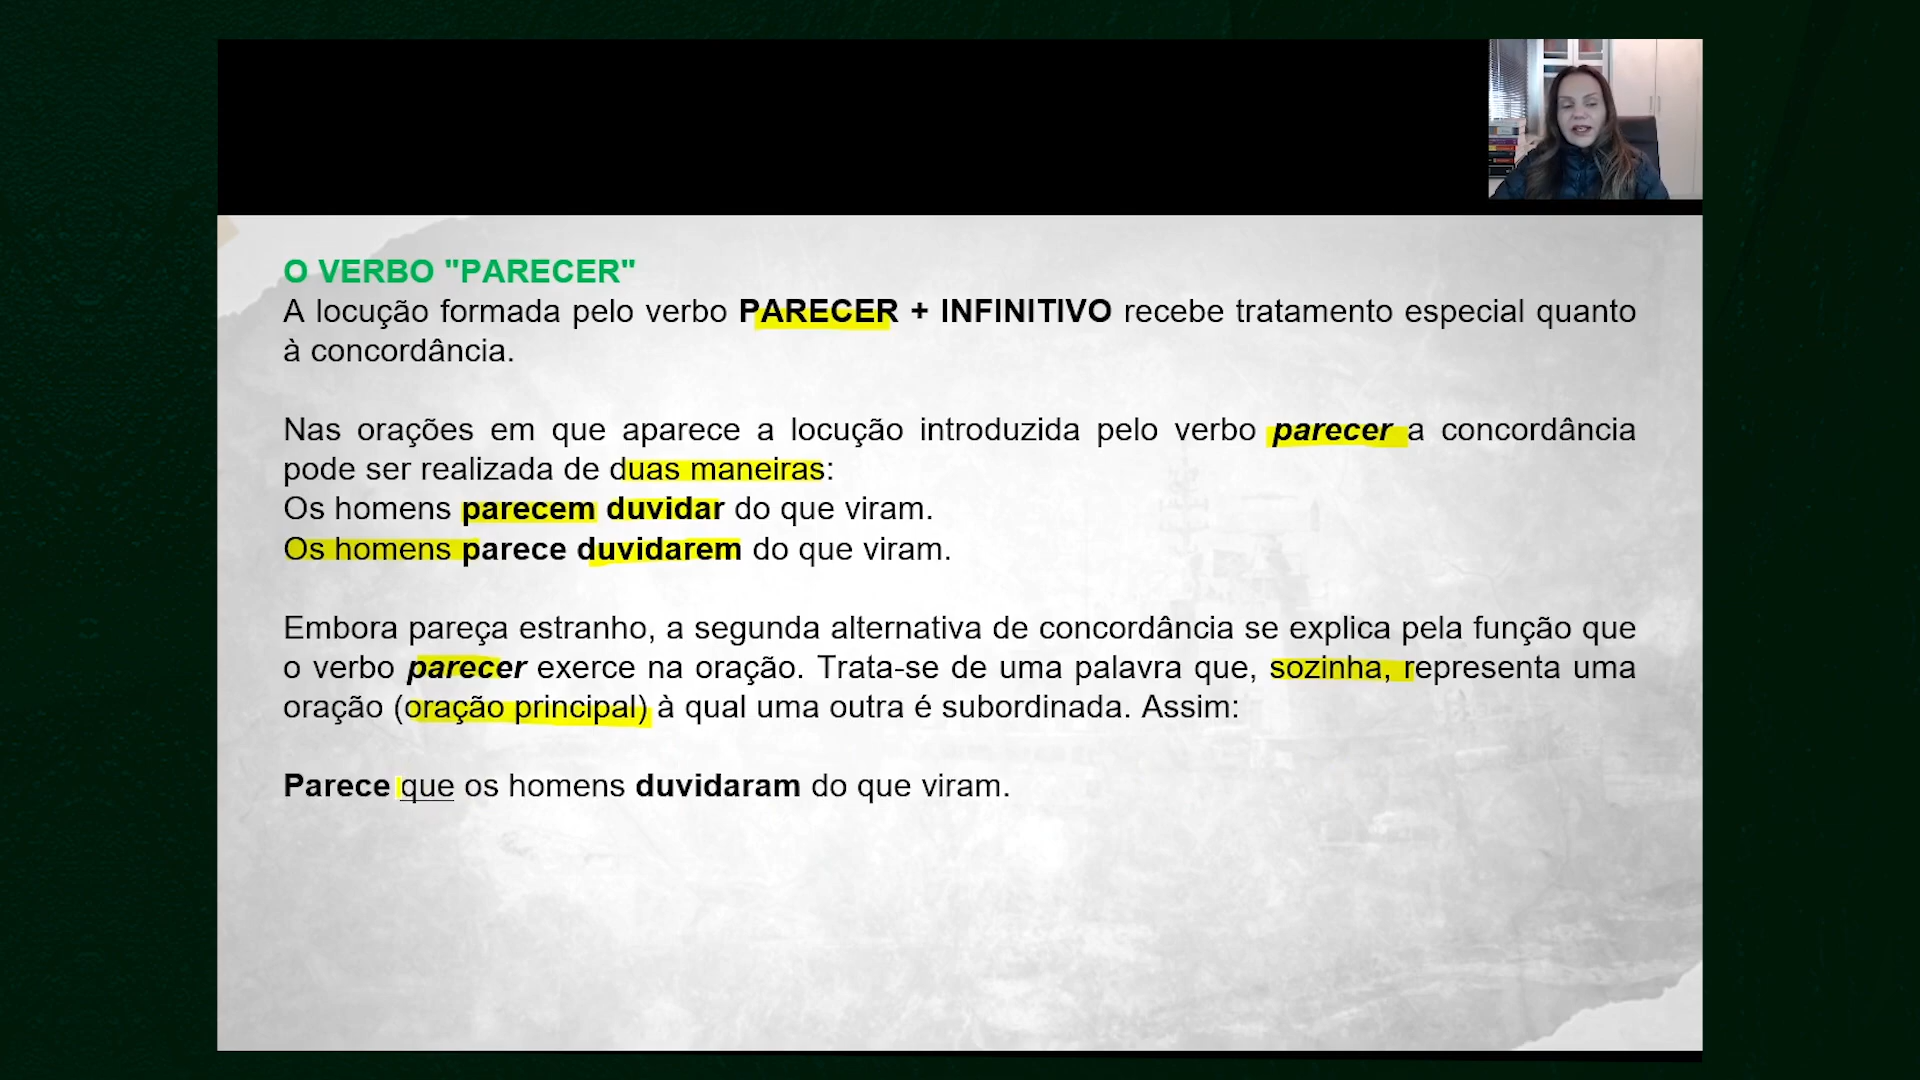 O VERBO "PARECER"
A locução formada pelo verbo PARECER + INFINITIVO recebe tratamento especial quanto
à concordância.
Nas orações em que aparece a locução introduzida pelo verbo parecer a concordância
pode ser realizada de duas maneiras:
Os homens parecem duvidar do que viram.
Os homens parece duvidarem do que viram.
Embora pareça estranho, a segunda alternativa de concordância se explica pela função que
o verbo parecer exerce na oração. Trata-se de uma palavra que, sozinha, representa uma
oração (oração principal) à qual uma outra é subordinada. Assim:
Parece que os homens duvidaram do que viram.